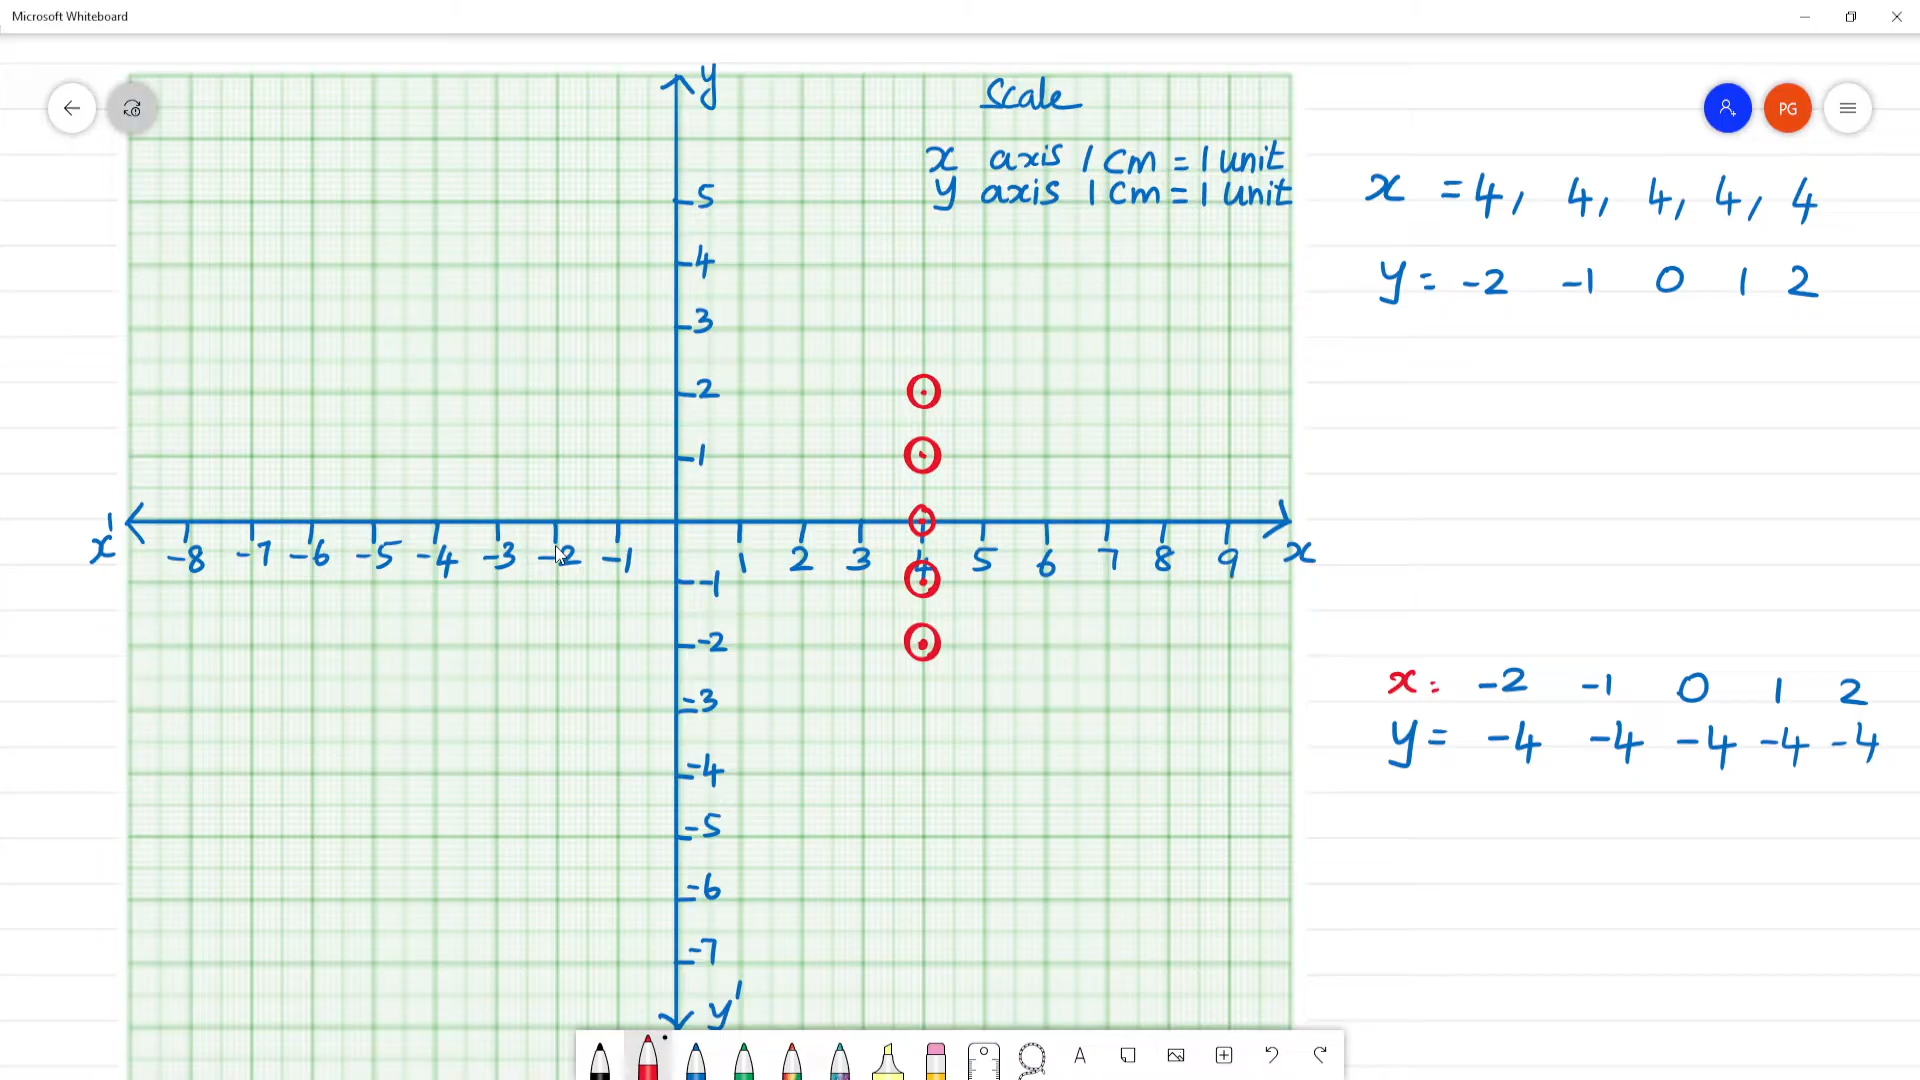 Microsoft Whiteboard
y
Scale
x axis 1 cm = 1 unit
y axis 1 cm = 1 unit
PG
x = 4, 4, 4, 4, 4
y = -2 -1 0 1 2
5
4
3
2
1
x' -8 -7 -6 -5 -4 -3 -2 -1 1 2 3 4 5 6 7 8 9 x
-1
-2
-3
-4
-5
-6
-7
y'
x: -2 -1 0 1 2
y = -4 -4 -4 -4 -4
A